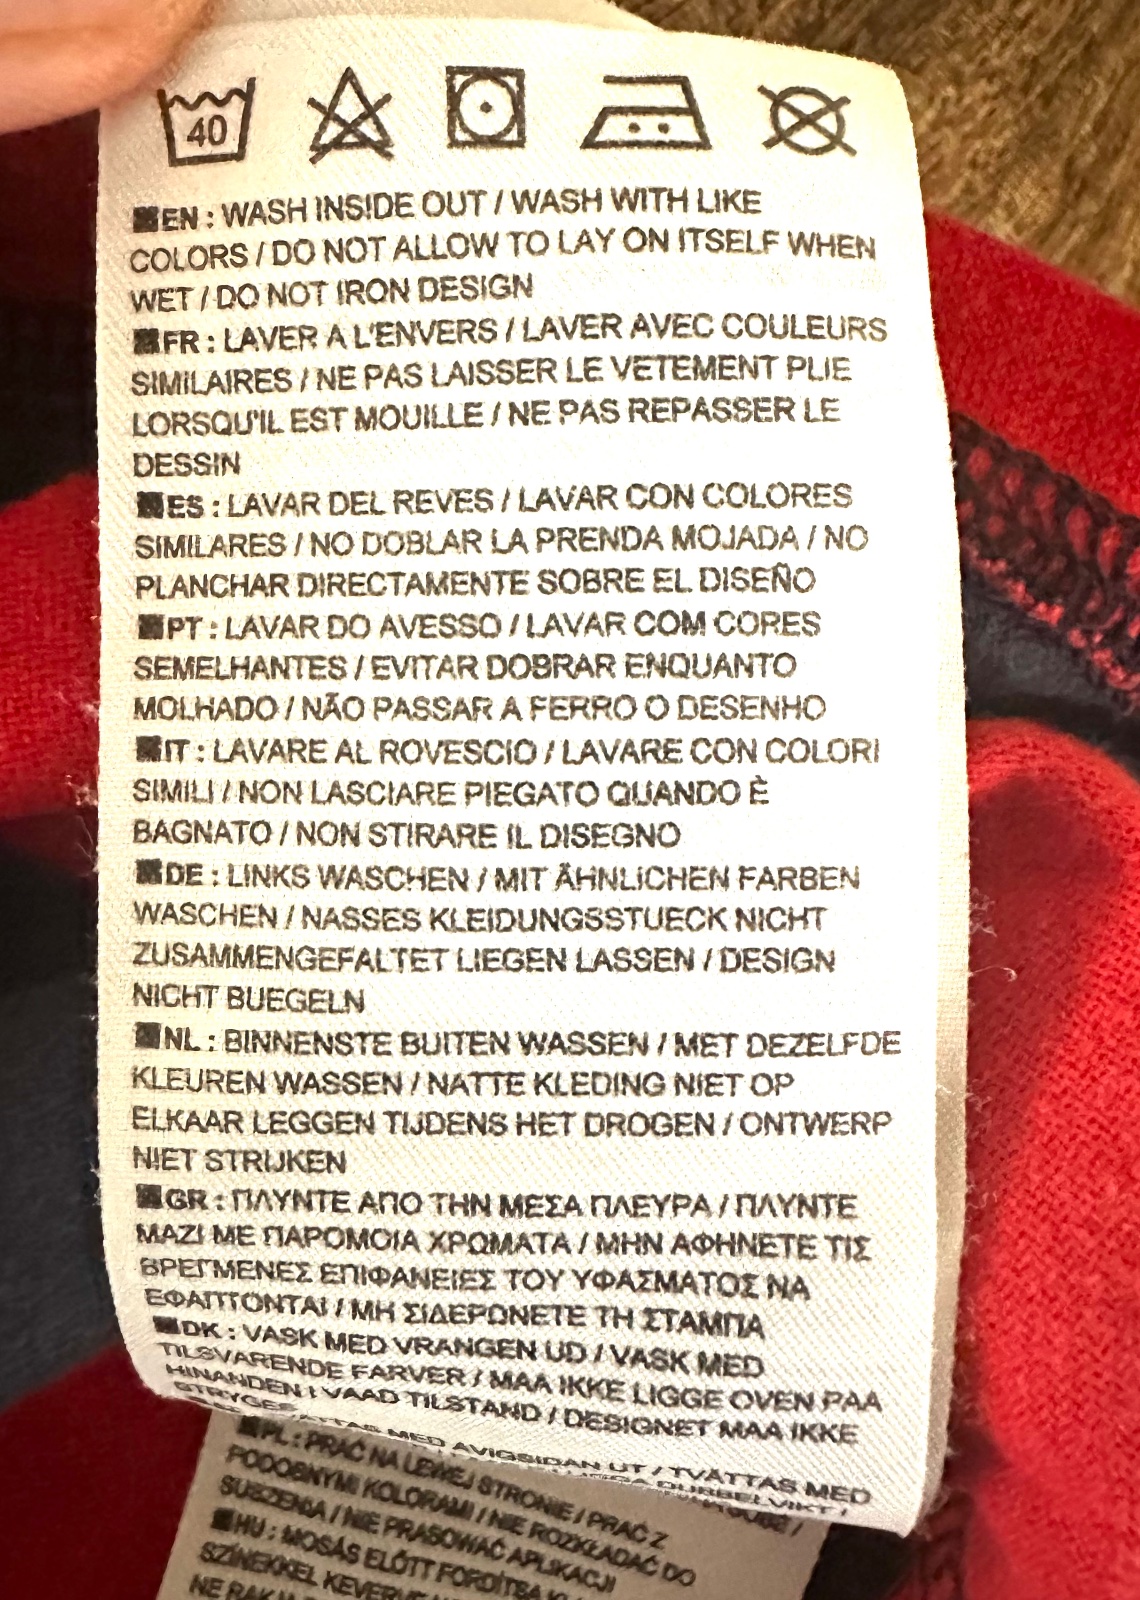 40
EN : WASH INSIDE OUT / WASH WITH LIKE
COLORS / DO NOT ALLOW TO LAY ON ITSELF WHEN
WET / DO NOT IRON DESIGN
FR : LAVER A L'ENVERS / LAVER AVEC COULEURS
SIMILAIRES / NE PAS LAISSER LE VETEMENT PLIE
LORSQU'IL EST MOUILLE / NE PAS REPASSER LE
DESSIN
ES : LAVAR DEL REVES / LAVAR CON COLORES
SIMILARES / NO DOBLAR LA PRENDA MOJADA / NO
PLANCHAR DIRECTAMENTE SOBRE EL DISEÑO
PT : LAVAR DO AVESSO / LAVAR COM CORES
SEMELHANTES / EVITAR DOBRAR ENQUANTO
MOLHADO / NÃO PASSAR A FERRO O DESENHO
IT : LAVARE AL ROVESCIO / LAVARE CON COLORI
SIMILI / NON LASCIARE PIEGATO QUANDO È
BAGNATO / NON STIRARE IL DISEGNO
DE : LINKS WASCHEN / MIT ÄHNLICHEN FARBEN
WASCHEN / NASSES KLEIDUNGSSTUECK NICHT
ZUSAMMENGEFALTET LIEGEN LASSEN / DESIGN
NICHT BUEGELN
NL : BINNENSTE BUITEN WASSEN / MET DEZELFDE
KLEUREN WASSEN / NATTE KLEDING NIET OP
ELKAAR LEGGEN TIJDENS HET DROGEN / ONTWERP
NIET STRIJKEN
GR : ΠΛΥΝΤΕ ΑΠΟ ΤΗΝ ΜΕΣΑ ΠΛΕΥΡΑ / ΠΛΥΝΤΕ
ΜΑΖΙ ΜΕ ΠΑΡΟΜΟΙΑ ΧΡΩΜΑΤΑ / ΜΗΝ ΑΦΗΝΕΤΕ ΤΙΣ
ΒΡΕΓΜΕΝΕΣ ΕΠΙΦΑΝΕΙΕΣ ΤΟΥ ΥΦΑΣΜΑΤΟΣ ΝΑ
ΕΦΑΠΤΟΝΤΑΙ / ΜΗ ΣΙΔΕΡΩΝΕΤΕ ΤΗ ΣΤΑΜΠΑ
DK : VASK MED VRANGEN UD / VASK MED
TILSVARENDE FARVER / MAA IKKE LIGGE OVEN PAA
HINANDEN I VAAD TILSTAND / DESIGNET MAA IKKE
STRYGES
MED AVIGSIDAN UT / TVÄTTAS MED
DUBBELVIKT /
PL : PRAĆ NA LEWEJ STRONIE / PRAĆ Z
PODOBNYMI KOLORAMI / NIE ROZKŁADAĆ DO
SUSZENIA / NIE PRASOWAĆ APLIKACJI
HU : MOSÁS ELŐTT FORDÍTSA
SZÍNEKKEL
NE